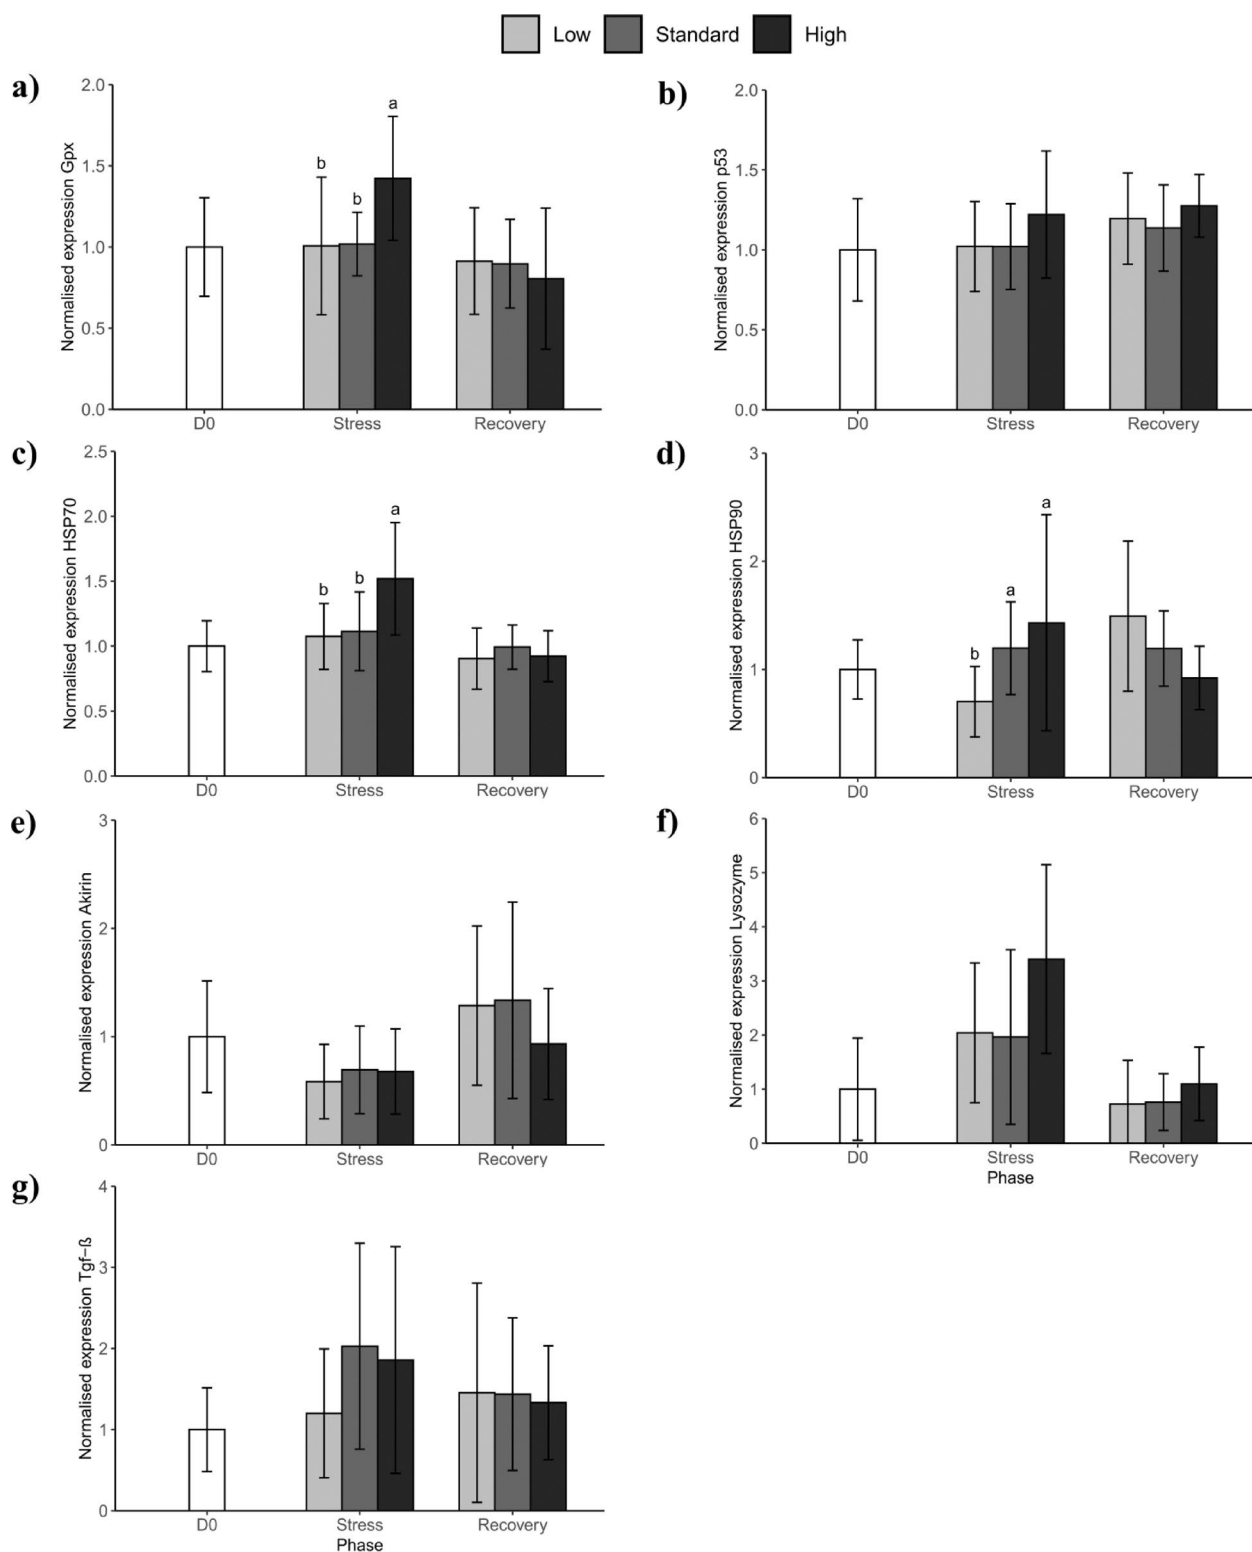 Low Standard High
a)
Normalised expression Gpx
2.0
1.5
1.0
0.5
0.0
b
b
a
D0 Stress Recovery
b)
Normalised expression p53
2.0
1.5
1.0
0.5
0.0
D0 Stress Recovery
c)
Normalised expression HSP70
2.5
2.0
1.5
1.0
0.5
0.0
b
b
a
D0 Stress Recovery
d)
Normalised expression HSP90
3
2
1
0
b
a
a
D0 Stress Recovery
e)
Normalised expression Akirin
3
2
1
0
D0 Stress Recovery
f)
Normalised expression Lysozyme
6
5
4
3
2
1
0
D0 Stress Recovery
Phase
g)
Normalised expression Tgf−ß
4
3
2
1
0
D0 Stress Recovery
Phase